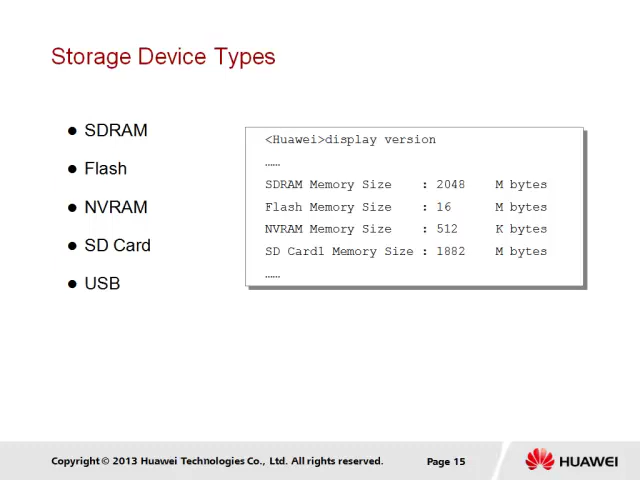 Storage Device Types
● SDRAM
● Flash
● NVRAM
● SD Card
● USB
<Huawei>display version
……
SDRAM Memory Size : 2048 M bytes
Flash Memory Size : 16 M bytes
NVRAM Memory Size : 512 K bytes
SD Card1 Memory Size : 1882 M bytes
……
Copyright © 2013 Huawei Technologies Co., Ltd. All rights reserved.
Page 15
HUAWEI